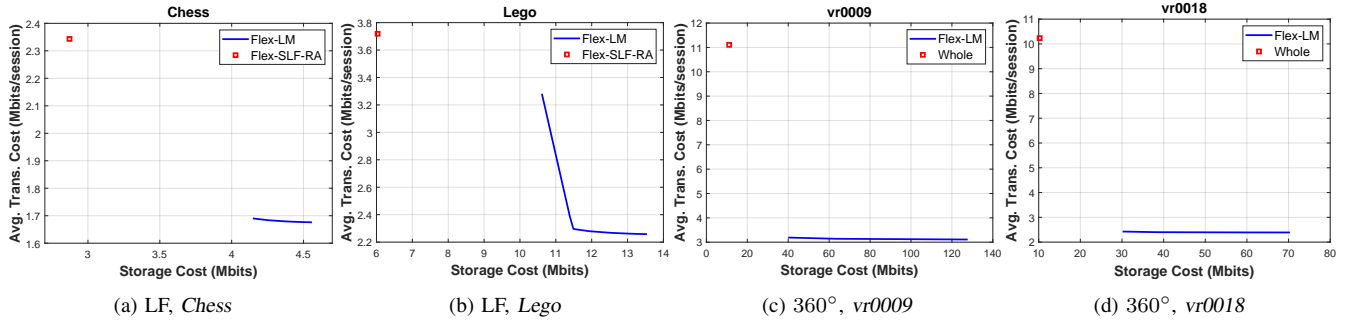 Chess
2.4
2.3
2.2
2.1
2
1.9
1.8
1.7
1.6
3
3.5
4
4.5
Avg. Trans. Cost (Mbits/session)
Storage Cost (Mbits)
Flex-LM
Flex-SLF-RA
(a) LF, Chess
Lego
3.8
3.6
3.4
3.2
3
2.8
2.6
2.4
2.2
6
7
8
9
10
11
12
13
14
Avg. Trans. Cost (Mbits/session)
Storage Cost (Mbits)
Flex-LM
Flex-SLF-RA
(b) LF, Lego
vr0009
12
11
10
9
8
7
6
5
4
3
0
20
40
60
80
100
120
140
Avg. Trans. Cost (Mbits/session)
Storage Cost (Mbits)
Flex-LM
Whole
(c) 360°, vr0009
vr0018
11
10
9
8
7
6
5
4
3
2
10
20
30
40
50
60
70
80
Avg. Trans. Cost (Mbits/session)
Storage Cost (Mbits)
Flex-LM
Whole
(d) 360°, vr0018